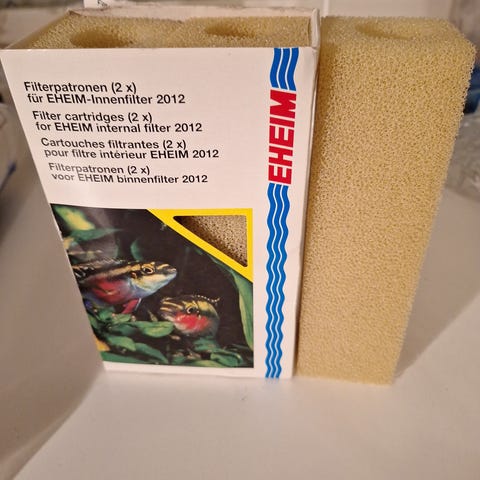 Filterpatronen (2 x)
für EHEIM-Innenfilter 2012
Filter cartridges (2 x)
for EHEIM internal filter 2012
Cartouches filtrantes (2 x)
pour filtre intérieur EHEIM 2012
Filterpatronen (2 x)
voor EHEIM binnenfilter 2012
EHEIM